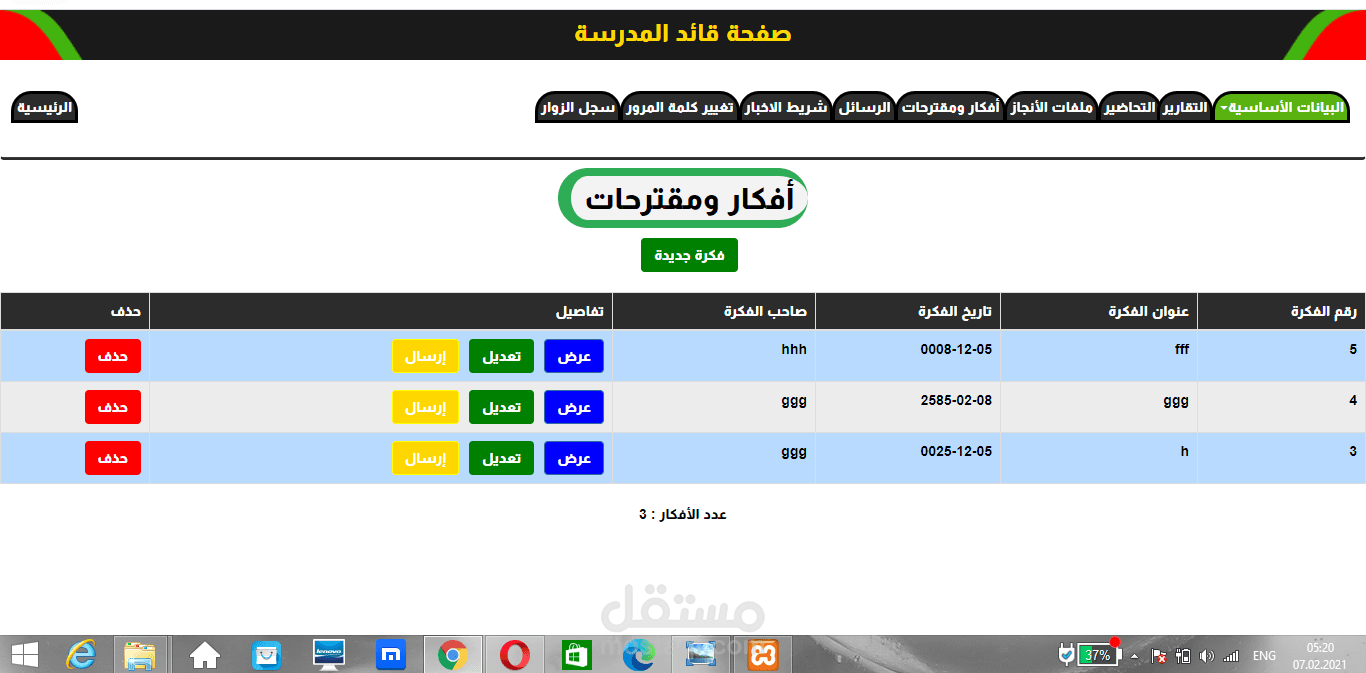 صفحة قائد المدرسة
البيانات الأساسية التقارير التحاضير ملفات الأنجاز أفكار ومقترحات الرسائل شريط الاخبار تغيير كلمة المرور سجل الزوار الرئيسية
أفكار ومقترحات
فكرة جديدة
رقم الفكرة عنوان الفكرة تاريخ الفكرة صاحب الفكرة تفاصيل حذف
5 fff 0008-12-05 hhh عرض تعديل إرسال حذف
4 ggg 2585-02-08 ggg عرض تعديل إرسال حذف
3 h 0025-12-05 ggg عرض تعديل إرسال حذف
عدد الأفكار : 3
مستقل
lenovo m 37% ENG 05:20
07.02.2021